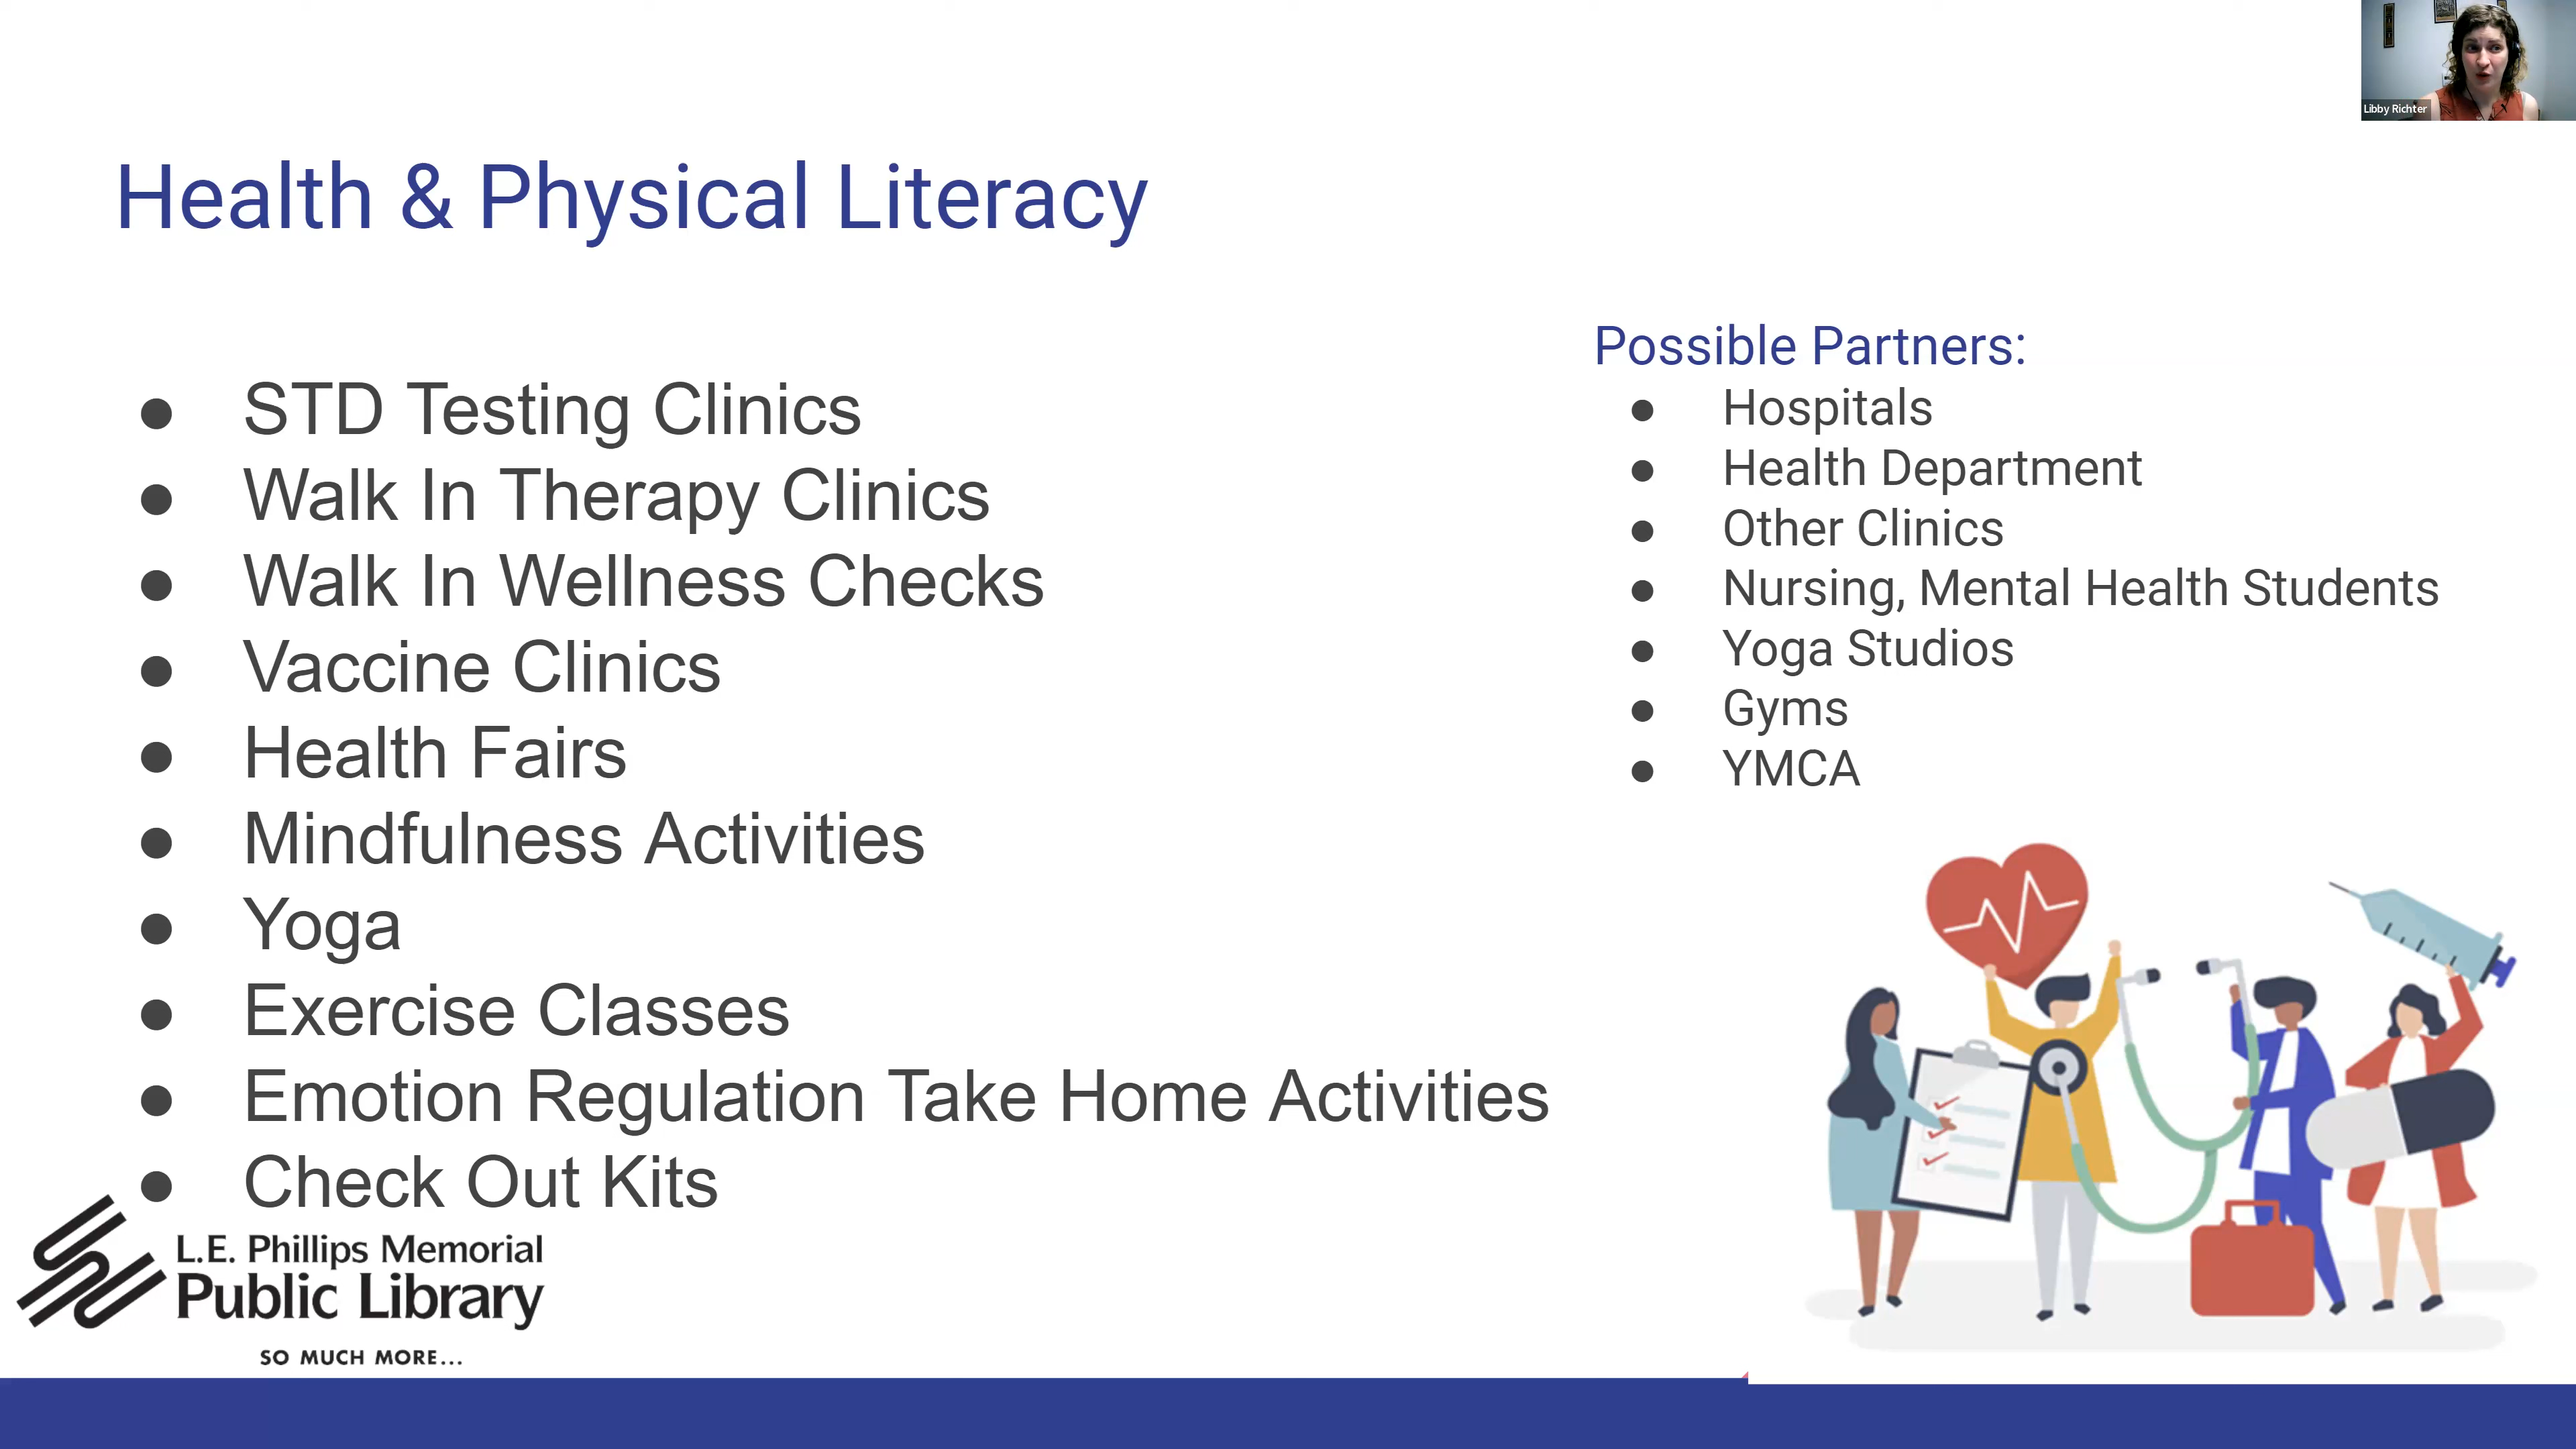 Libby Richter
Health & Physical Literacy
● STD Testing Clinics
● Walk In Therapy Clinics
● Walk In Wellness Checks
● Vaccine Clinics
● Health Fairs
● Mindfulness Activities
● Yoga
● Exercise Classes
● Emotion Regulation Take Home Activities
● Check Out Kits
Possible Partners:
● Hospitals
● Health Department
● Other Clinics
● Nursing, Mental Health Students
● Yoga Studios
● Gyms
● YMCA
L.E. Phillips Memorial
Public Library
SO MUCH MORE...